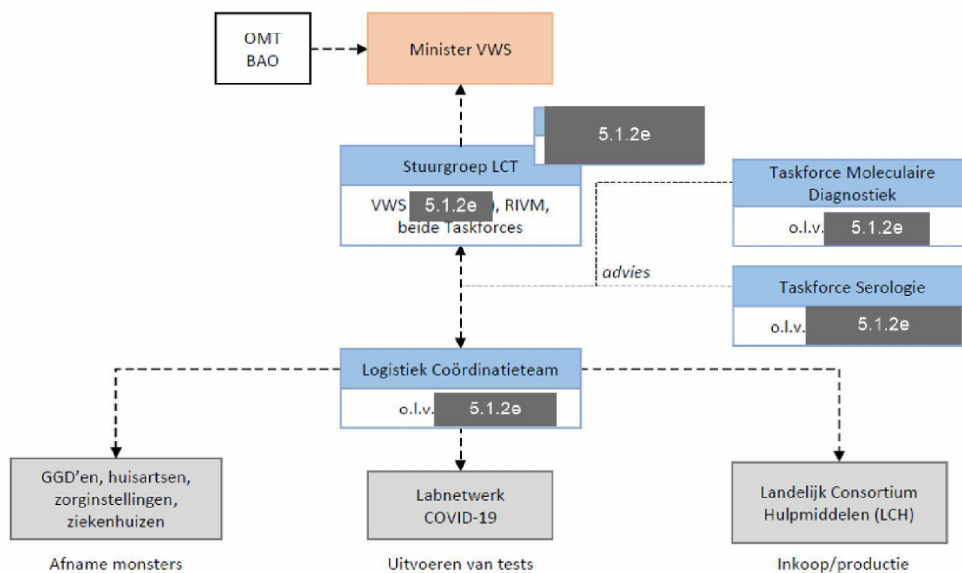 OMT
BAO
Minister VWS
5.1.2e
Stuurgroep LCT
VWS 5.1.2e ), RIVM,
beide Taskforces
Taskforce Moleculaire
Diagnostiek
o.l.v. 5.1.2e
advies
Taskforce Serologie
o.l.v. 5.1.2e
Logistiek Coördinatieteam
o.l.v. 5.1.2e
GGD'en, huisartsen,
zorginstellingen,
ziekenhuizen
Labnetwerk
COVID-19
Landelijk Consortium
Hulpmiddelen (LCH)
Afname monsters
Uitvoeren van tests
Inkoop/productie